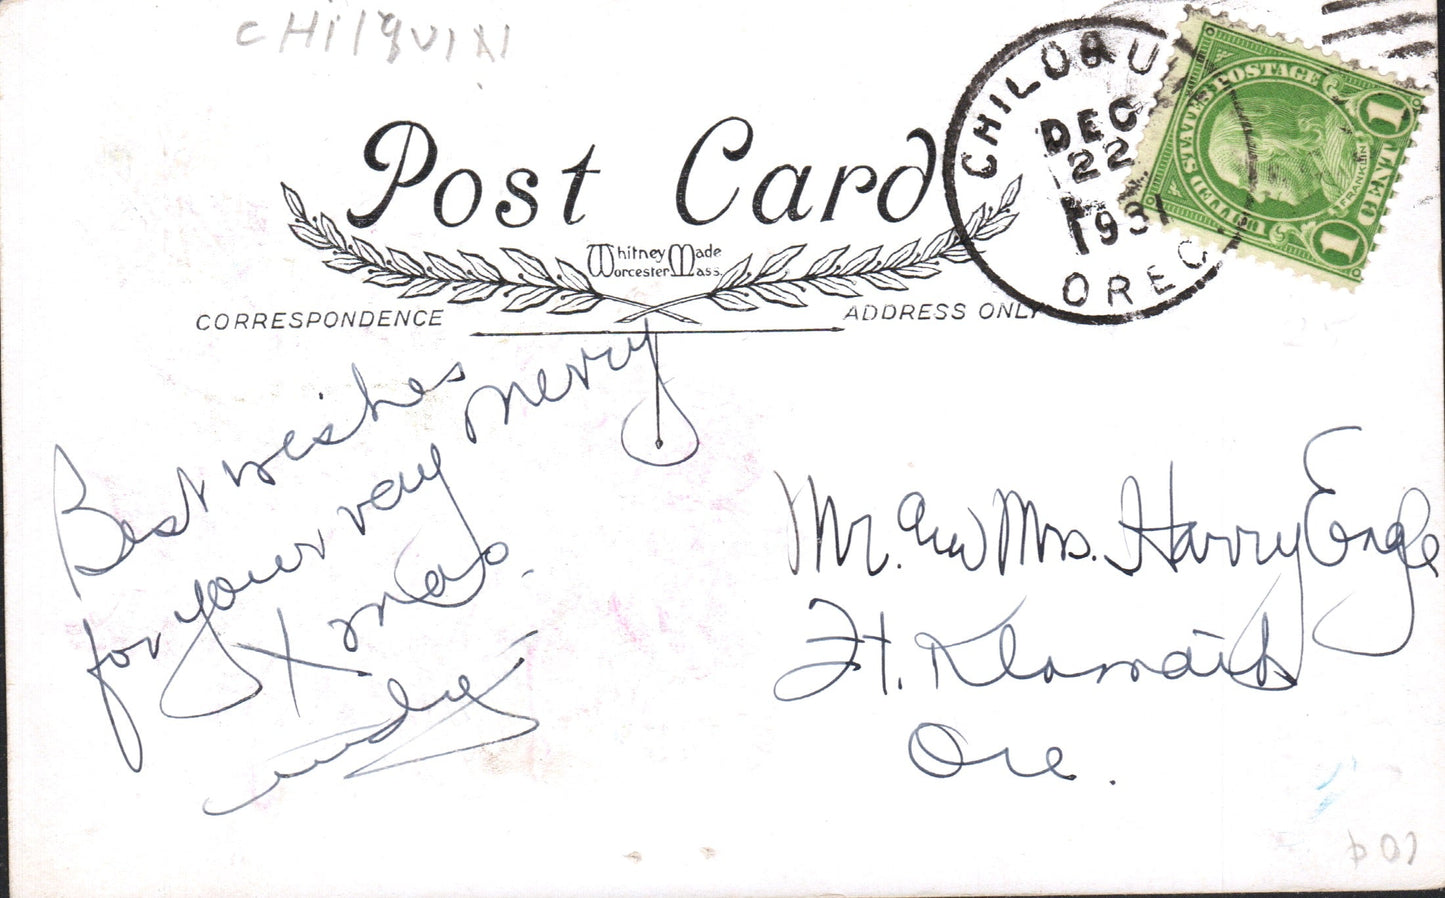 CHilquiN
CHILOQUI
DEC
22
193
OREG.
UNITED STATES POSTAGE
FRANKLIN
1 CENT 1
Post Card
Whitney Made
Worcester Mass.
CORRESPONDENCE
ADDRESS ONLY
Best wishes
for your very merry
Xmas.
Mr. and Mrs. Harry Engle
Ft. Klamath
Ore.